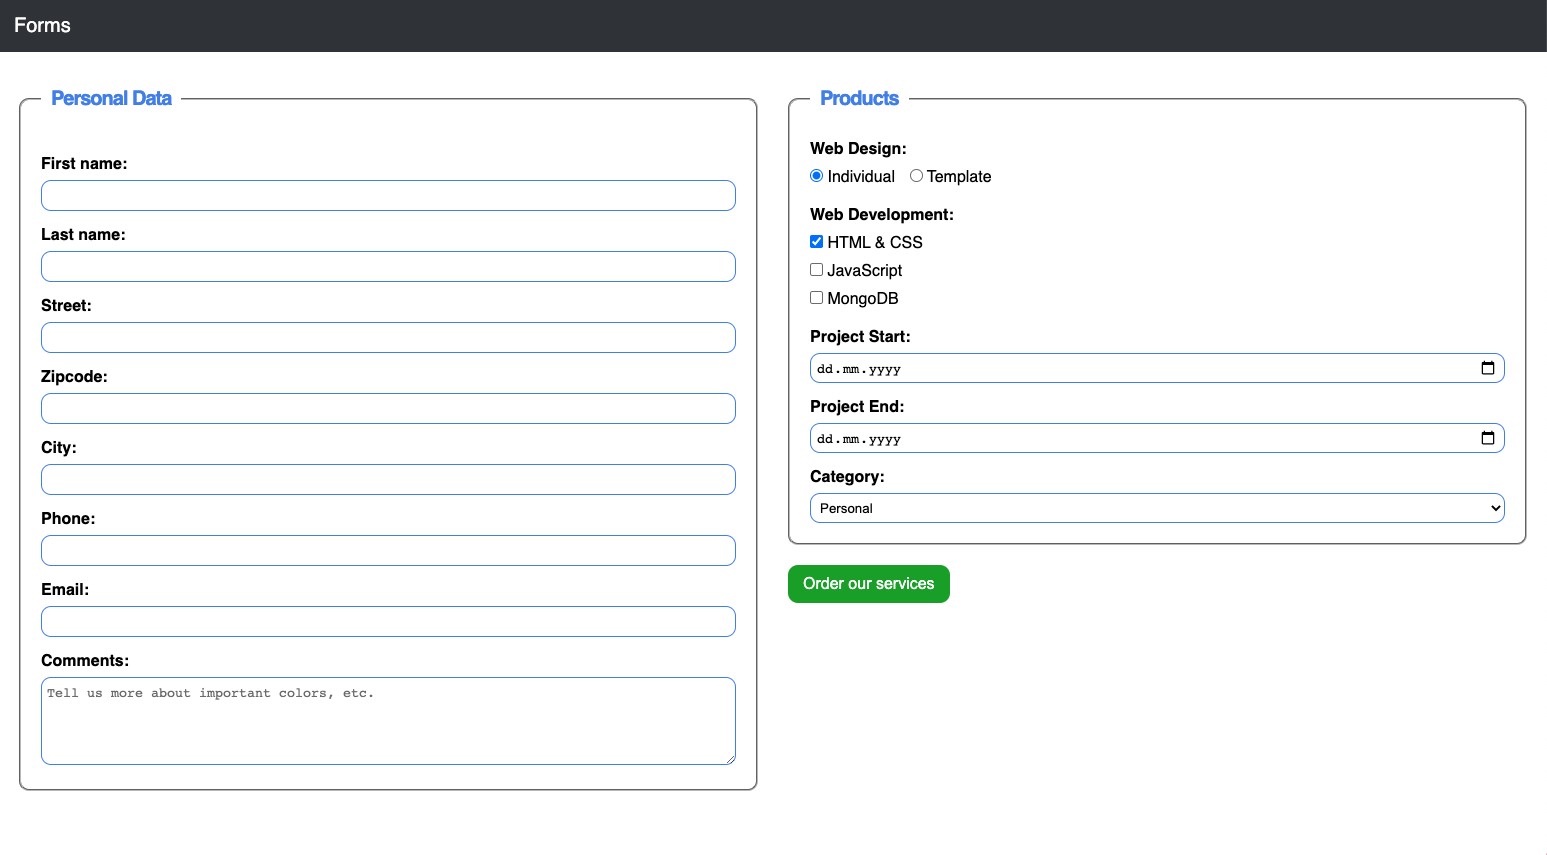 Forms
Personal Data
First name:
Last name:
Street:
Zipcode:
City:
Phone:
Email:
Comments:
Tell us more about important colors, etc.
Products
Web Design:
Individual Template
Web Development:
HTML & CSS
JavaScript
MongoDB
Project Start:
dd.mm.yyyy
Project End:
dd.mm.yyyy
Category:
Personal
Order our services